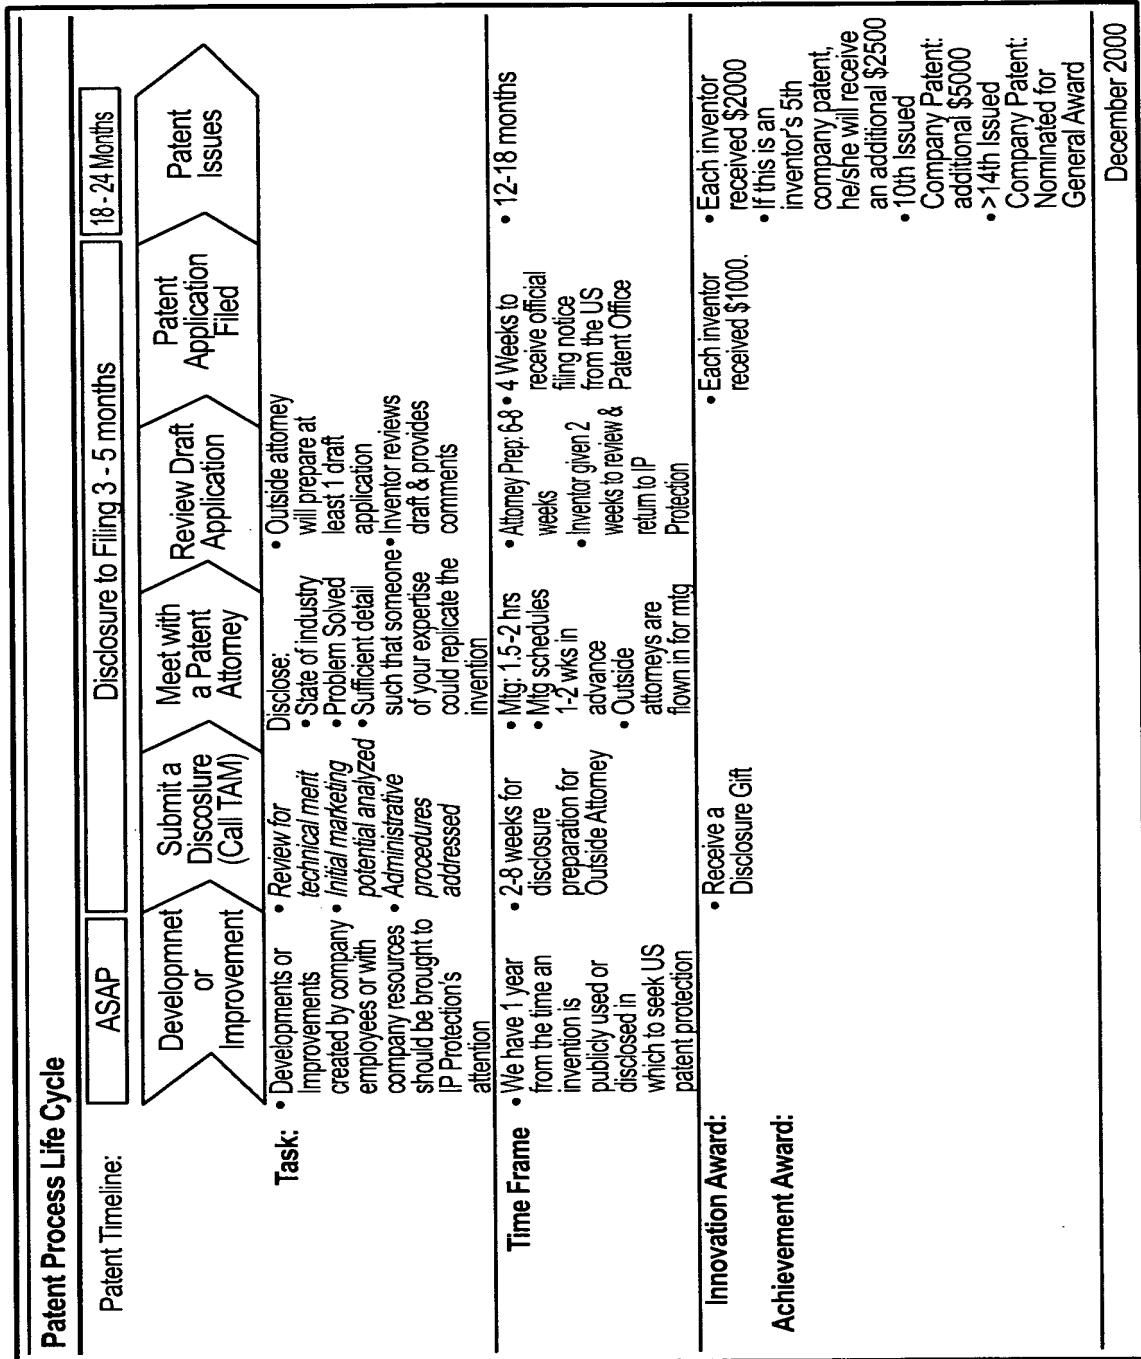 Patent Process Life Cycle
Patent Timeline:
ASAP
Disclosure to Filing 3 - 5 months
18 - 24 Months
Developmnet
or
Improvement
Submit a
Discoslure
(Call TAM)
Meet with
a Patent
Attorney
Review Draft
Application
Patent
Application
Filed
Patent
Issues
Task:
• Developments or
Improvements
created by company
employees or with
company resources
should be brought to
IP Protection's
attention
• Review for
technical merit
• Initial marketing
potential analyzed
• Administrative
procedures
addressed
Disclose:
• State of industry
• Problem Solved
• Sufficient detail
such that someone
of your expertise
could replicate the
invention
• Outside attorney
will prepare at
least 1 draft
application
• Inventor reviews
draft & provides
comments
Time Frame
• We have 1 year
from the time an
invention is
publicly used or
disclosed in
which to seek US
patent protection
• 2-8 weeks for
disclosure
preparation for
Outside Attorney
• Mtg: 1.5-2 hrs
• Mtg schedules
1-2 wks in
advance
• Outside
attorneys are
flown in for mtg
• Attorney Prep: 6-8
weeks
• Inventor given 2
weeks to review &
return to IP
Protection
• 4 Weeks to
receive official
filing notice
from the US
Patent Office
• 12-18 months
Innovation Award:
• Receive a
Disclosure Gift
• Each inventor
received $1000.
• Each inventor
received $2000
• If this is an
inventor's 5th
company patent,
he/she will receive
an additional $2500
• 10th Issued
Company Patent:
additional $5000
• >14th Issued
Company Patent:
Nominated for
General Award
Achievement Award:
December 2000